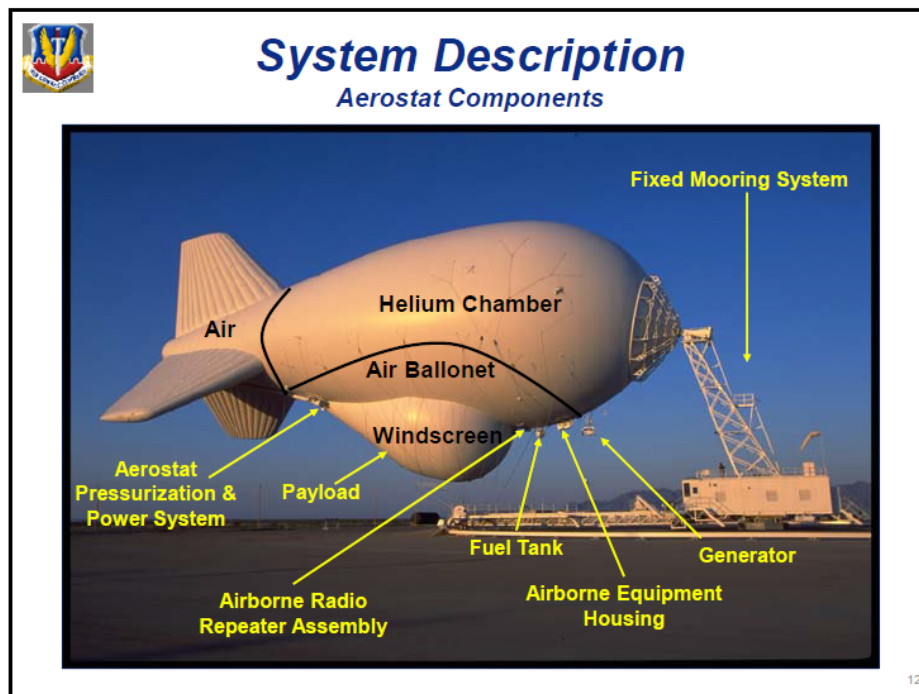 System Description
Aerostat Components
Fixed Mooring System
Helium Chamber
Air
Air Ballonet
Windscreen
Aerostat
Pressurization &
Power System
Payload
Fuel Tank
Generator
Airborne Radio
Repeater Assembly
Airborne Equipment
Housing
12